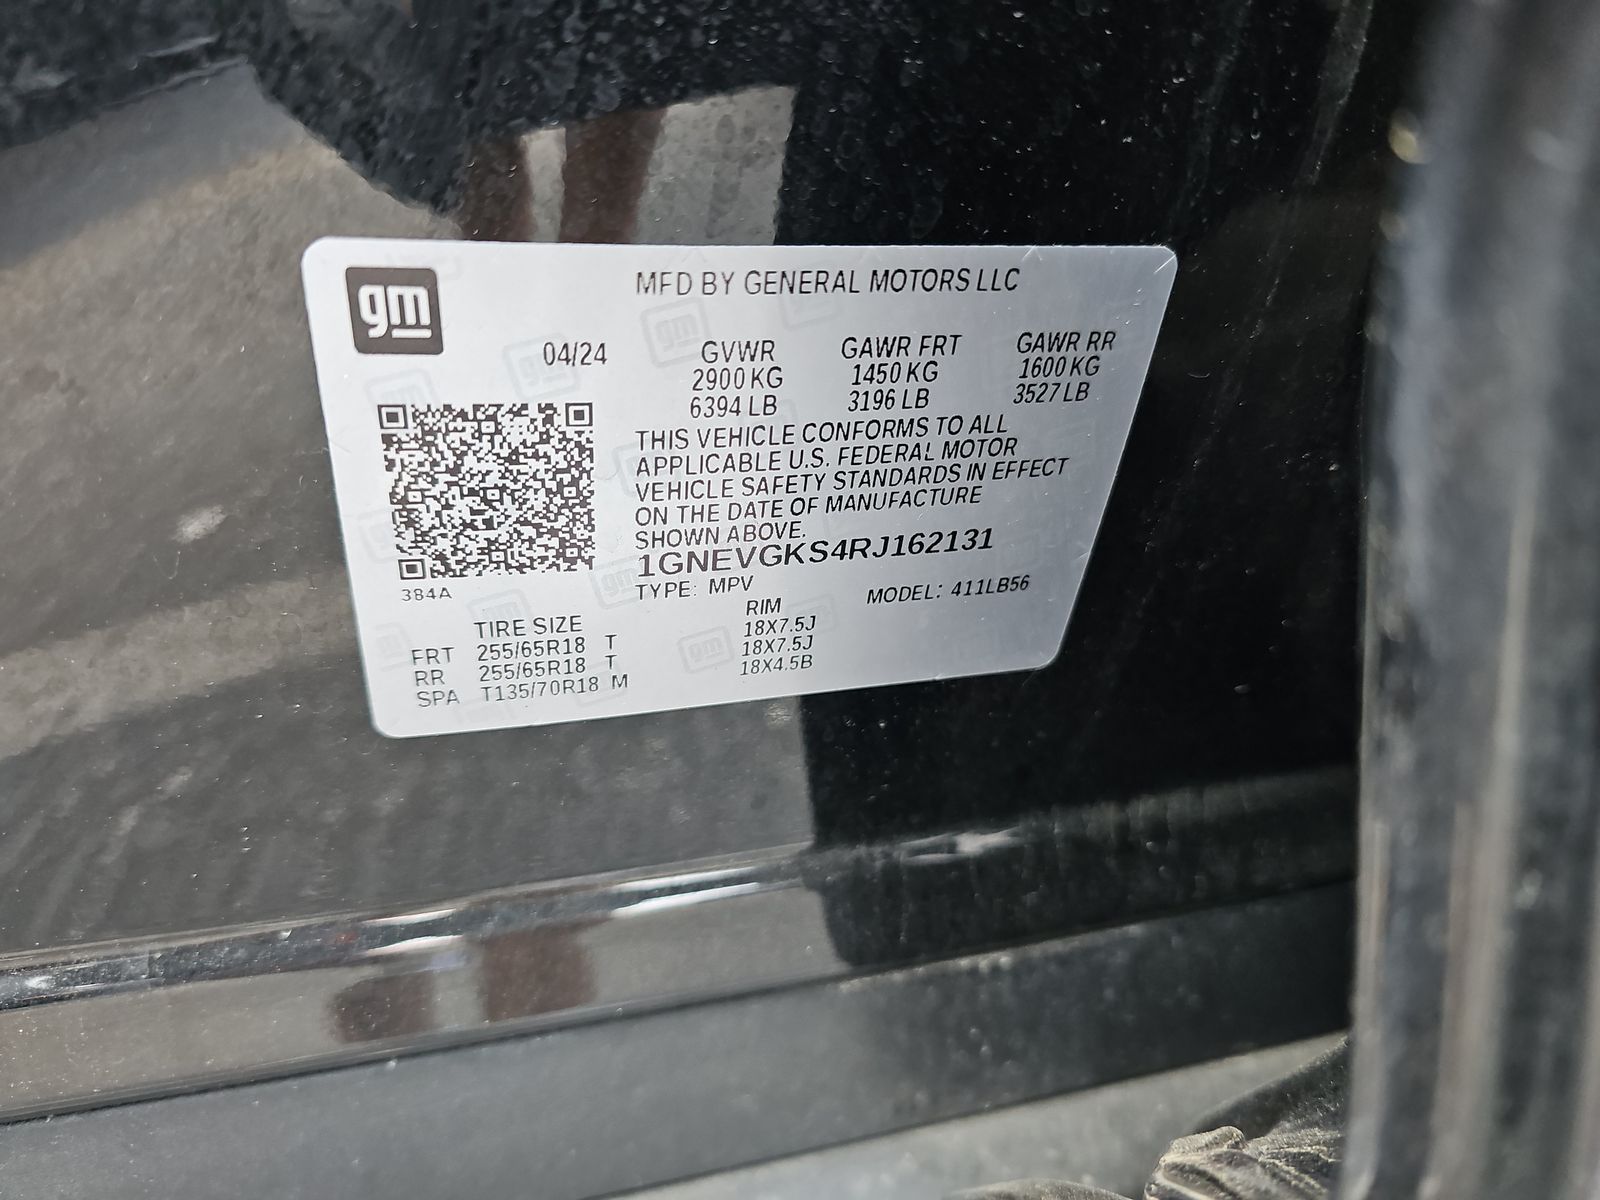 gm
MFD BY GENERAL MOTORS LLC
04/24 GVWR GAWR FRT GAWR RR
2900 KG 1450 KG 1600 KG
6394 LB 3196 LB 3527 LB
THIS VEHICLE CONFORMS TO ALL
APPLICABLE U.S. FEDERAL MOTOR
VEHICLE SAFETY STANDARDS IN EFFECT
ON THE DATE OF MANUFACTURE
SHOWN ABOVE.
1GNEVGKS4RJ162131
384A
TYPE: MPV MODEL: 411LB56
TIRE SIZE RIM
FRT 255/65R18 T 18X7.5J
RR 255/65R18 T 18X7.5J
SPA T135/70R18 M 18X4.5B